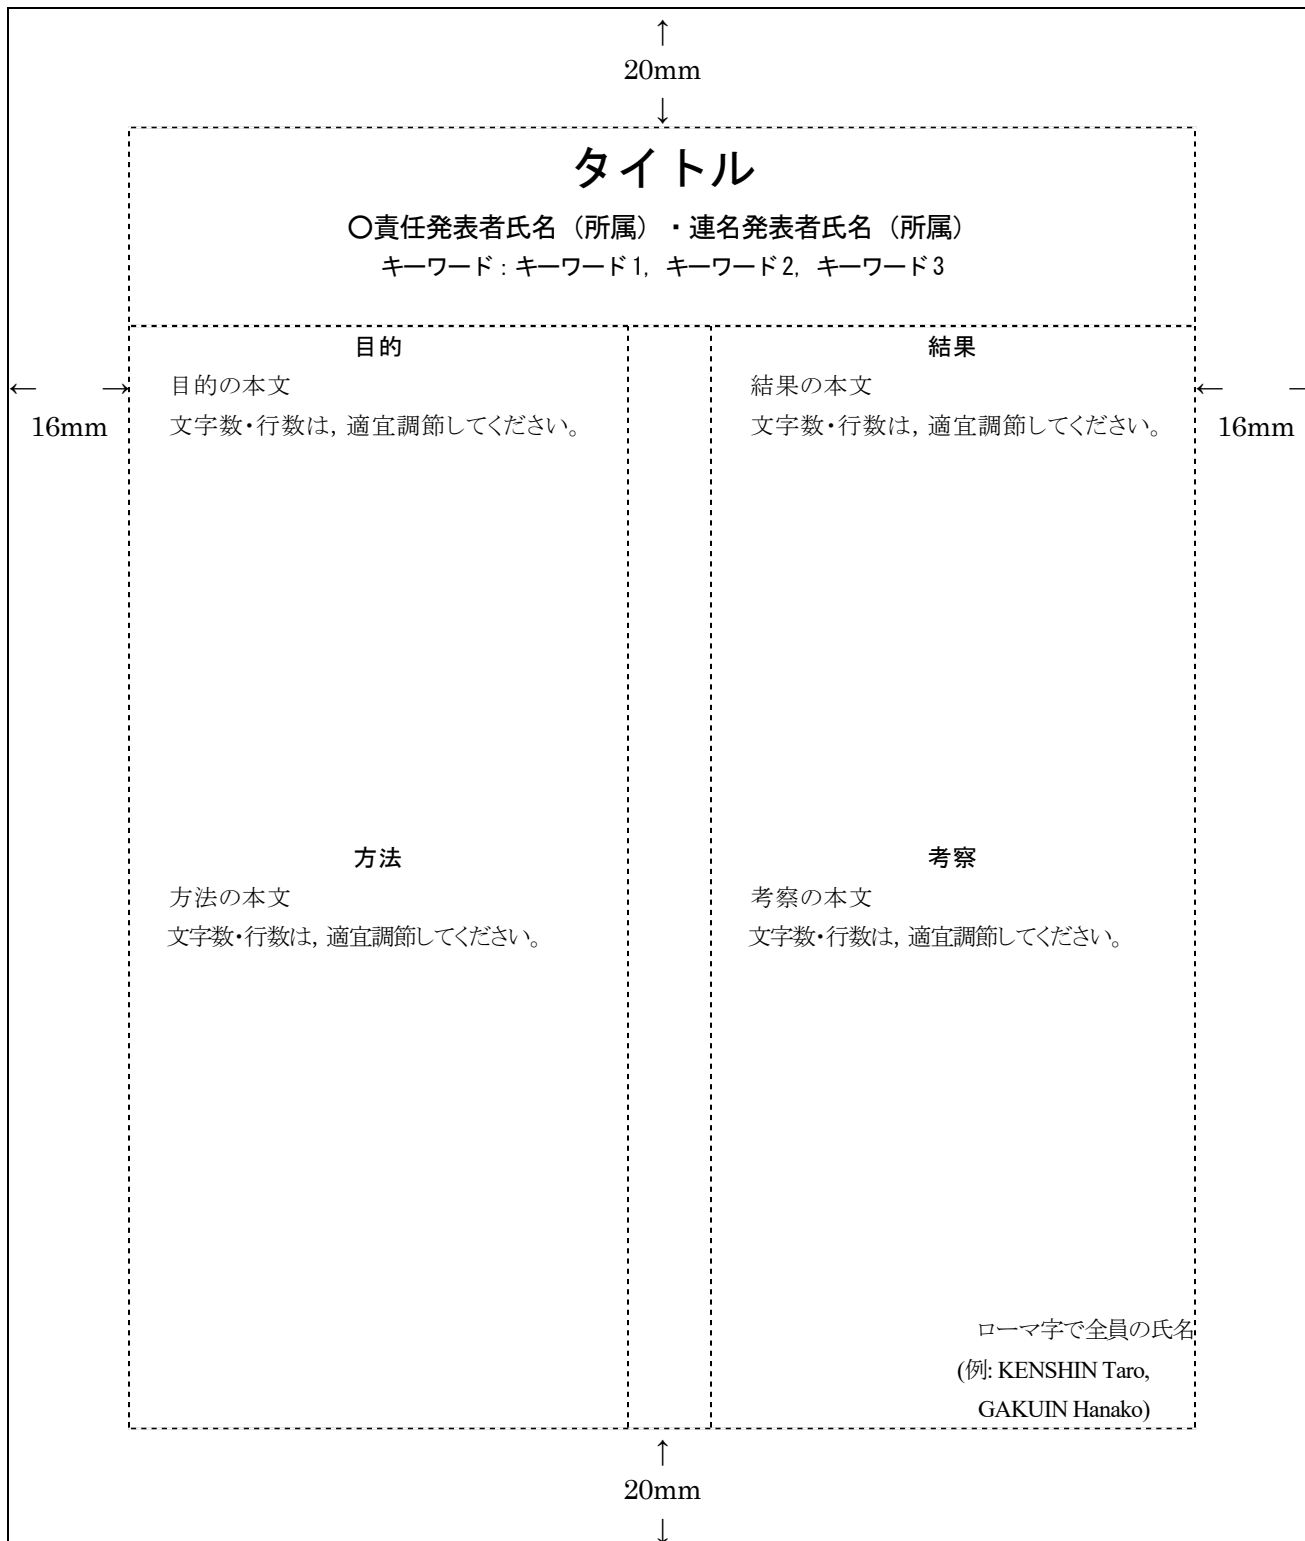 ↑
20mm
↓
タイトル
〇責任発表者氏名（所属）・連名発表者氏名（所属）
キーワード：キーワード1, キーワード2, キーワード3
← →
16mm
目的
目的の本文
文字数・行数は, 適宜調節してください。
方法
方法の本文
文字数・行数は, 適宜調節してください。
結果
結果の本文
文字数・行数は, 適宜調節してください。
考察
考察の本文
文字数・行数は, 適宜調節してください。
ローマ字で全員の氏名
(例: KENSHIN Taro,
GAKUIN Hanako)
← →
16mm
↑
20mm
↓